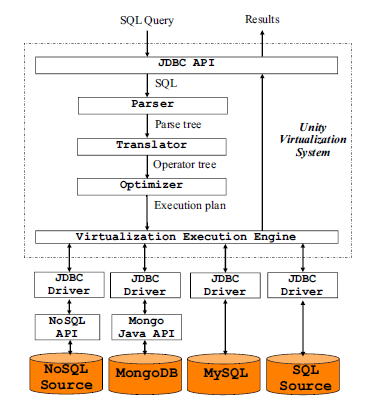 SQL Query
Results
JDBC API
SQL
Parser
Parse tree
Translator
Operator tree
Optimizer
Execution plan
Unity
Virtualization
System
Virtualization Execution Engine
JDBC
Driver
JDBC
Driver
JDBC
Driver
JDBC
Driver
NoSQL
API
Mongo
Java API
NoSQL
Source
MongoDB
MySQL
SQL
Source